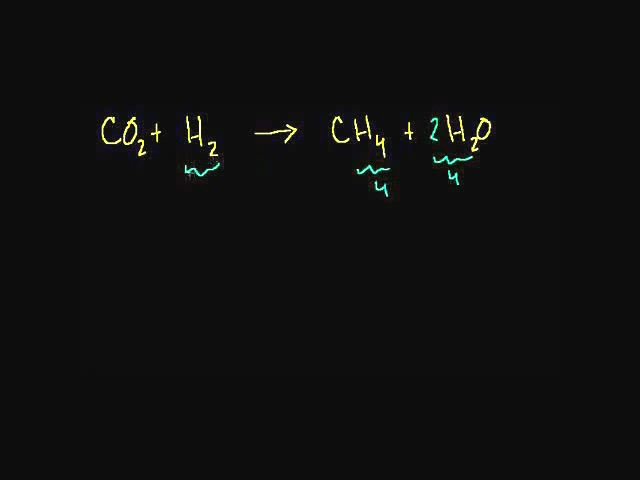 CO₂ + H₂ → CH₄ + 2H₂O
4 4